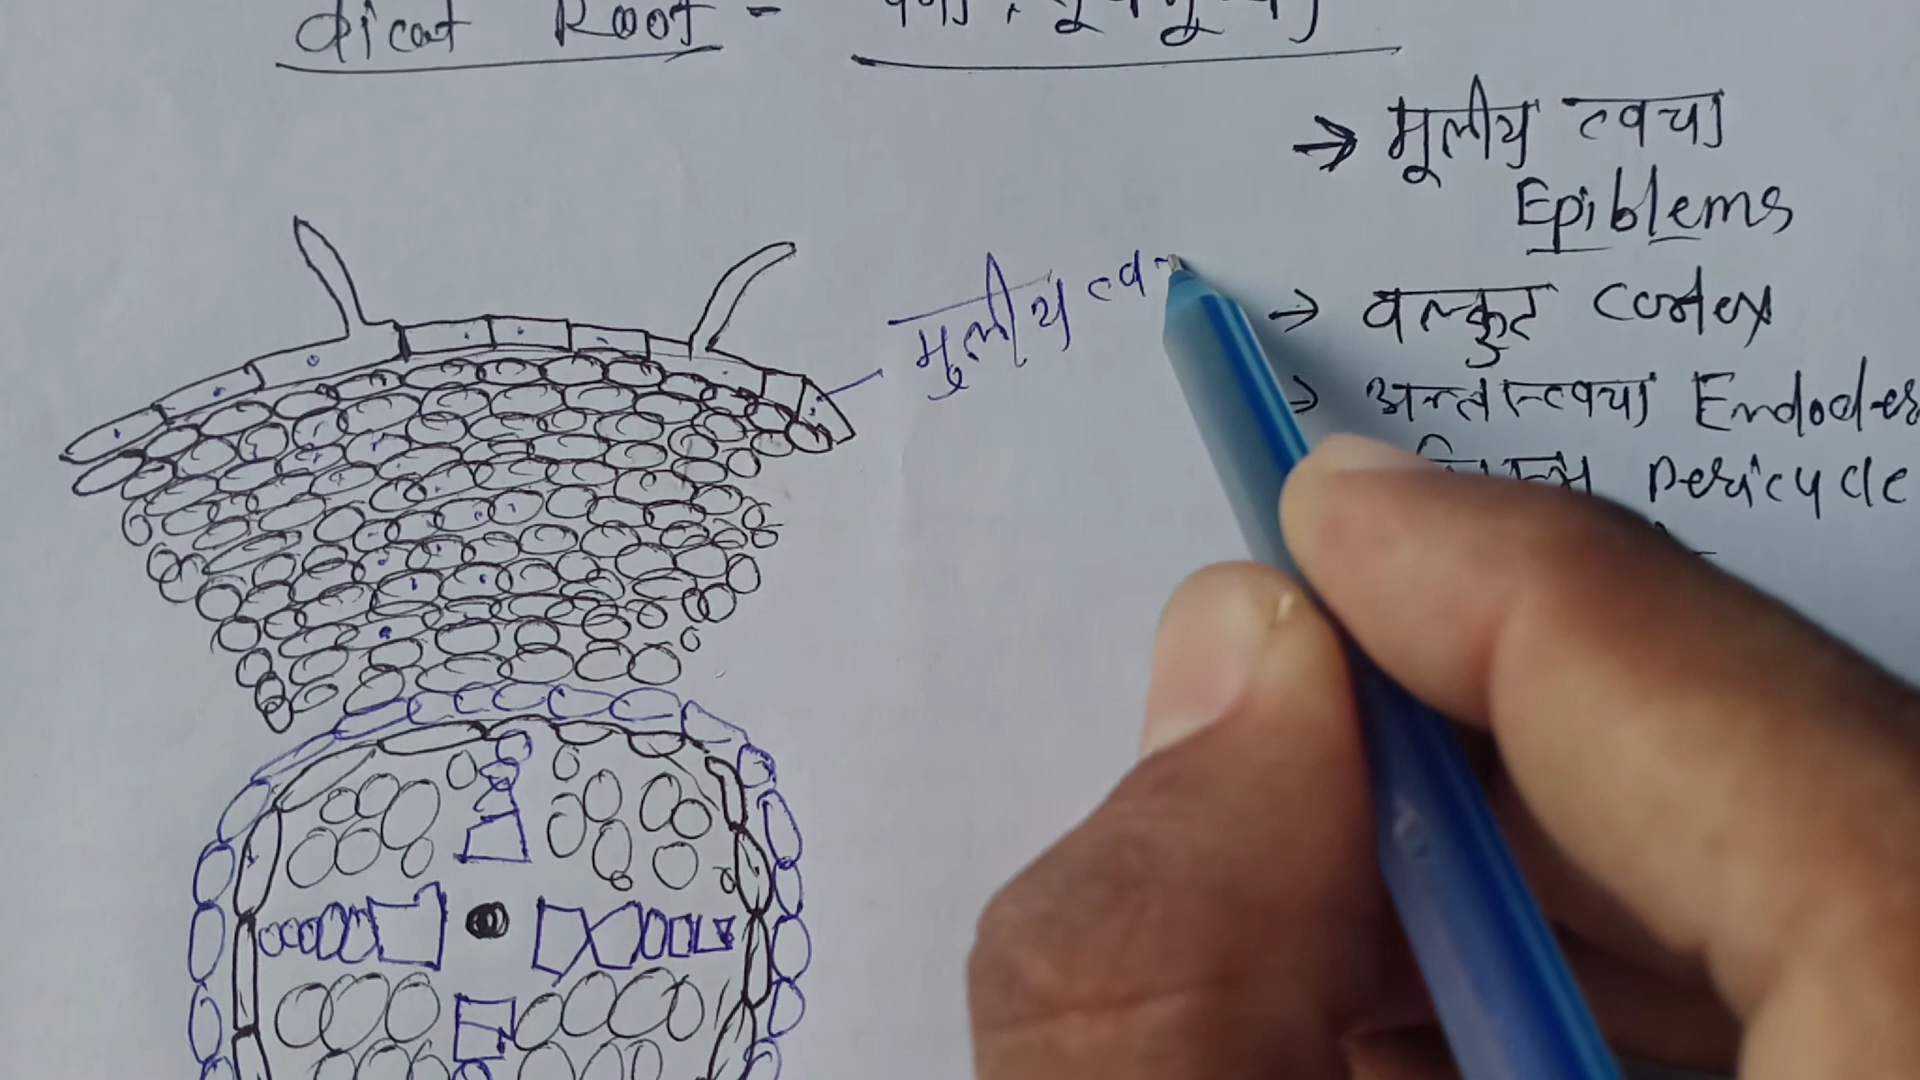 dicot Root -
→ मूलीय त्वचा
Epiblems
मुलीय त्व
→ वल्कुट Cortex
→ अन्तस्त्वचा Endoder
Pericycle